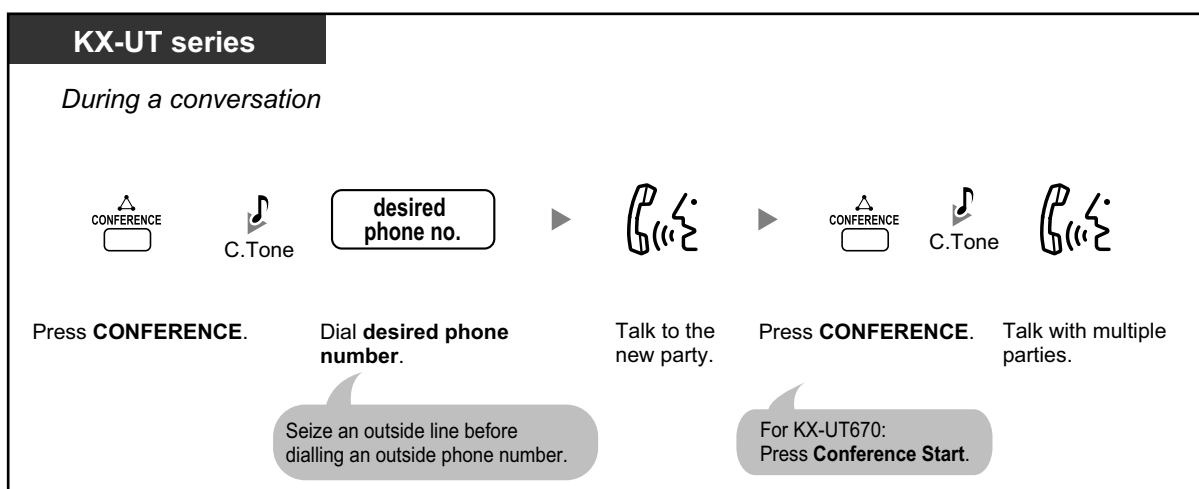 KX-UT series
During a conversation
CONFERENCE
C.Tone
desired
phone no.
CONFERENCE
C.Tone
Press CONFERENCE.
Dial desired phone
number.
Talk to the
new party.
Press CONFERENCE.
Talk with multiple
parties.
Seize an outside line before
dialling an outside phone number.
For KX-UT670:
Press Conference Start.